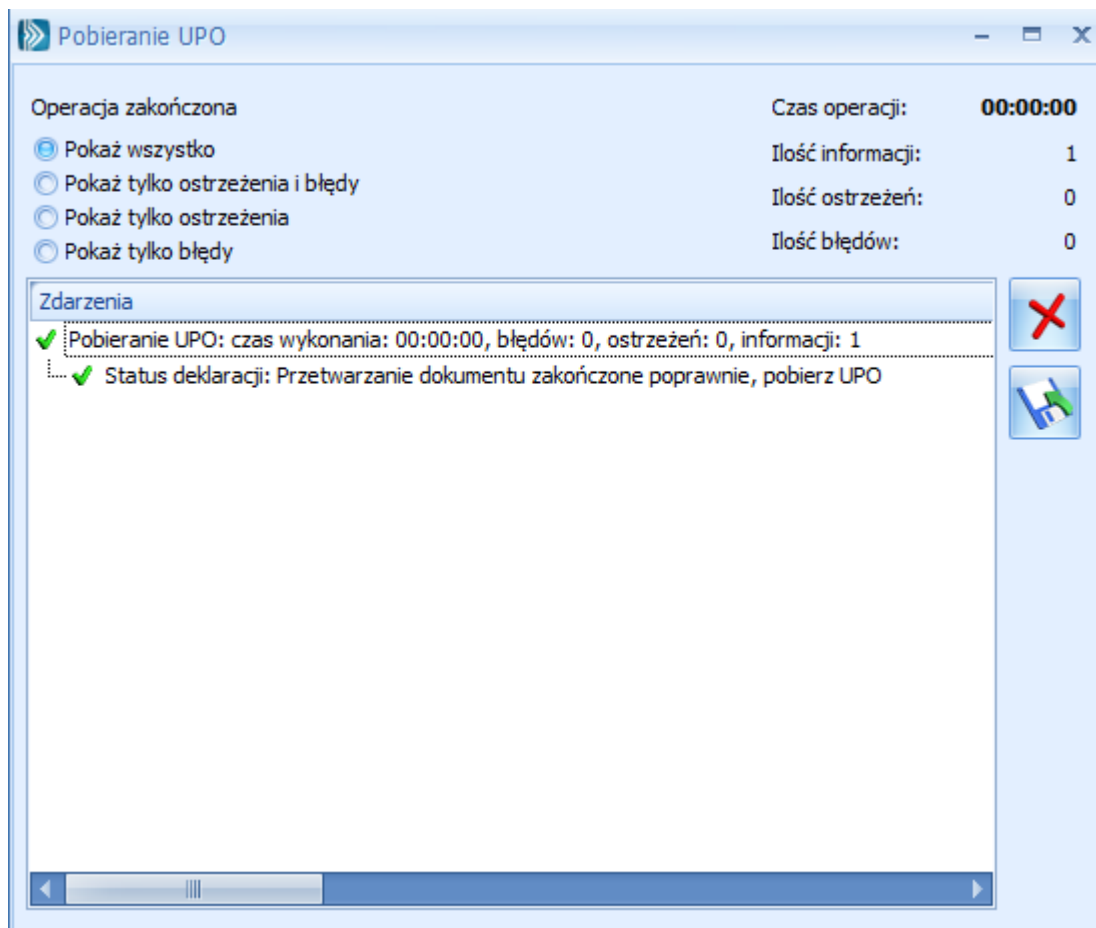 Pobieranie UPO
Operacja zakończona
Czas operacji: 00:00:00
Pokaż wszystko
Ilość informacji: 1
Pokaż tylko ostrzeżenia i błędy
Ilość ostrzeżeń: 0
Pokaż tylko ostrzeżenia
Ilość błędów: 0
Pokaż tylko błędy
Zdarzenia
Pobieranie UPO: czas wykonania: 00:00:00, błędów: 0, ostrzeżeń: 0, informacji: 1
Status deklaracji: Przetwarzanie dokumentu zakończone poprawnie, pobierz UPO